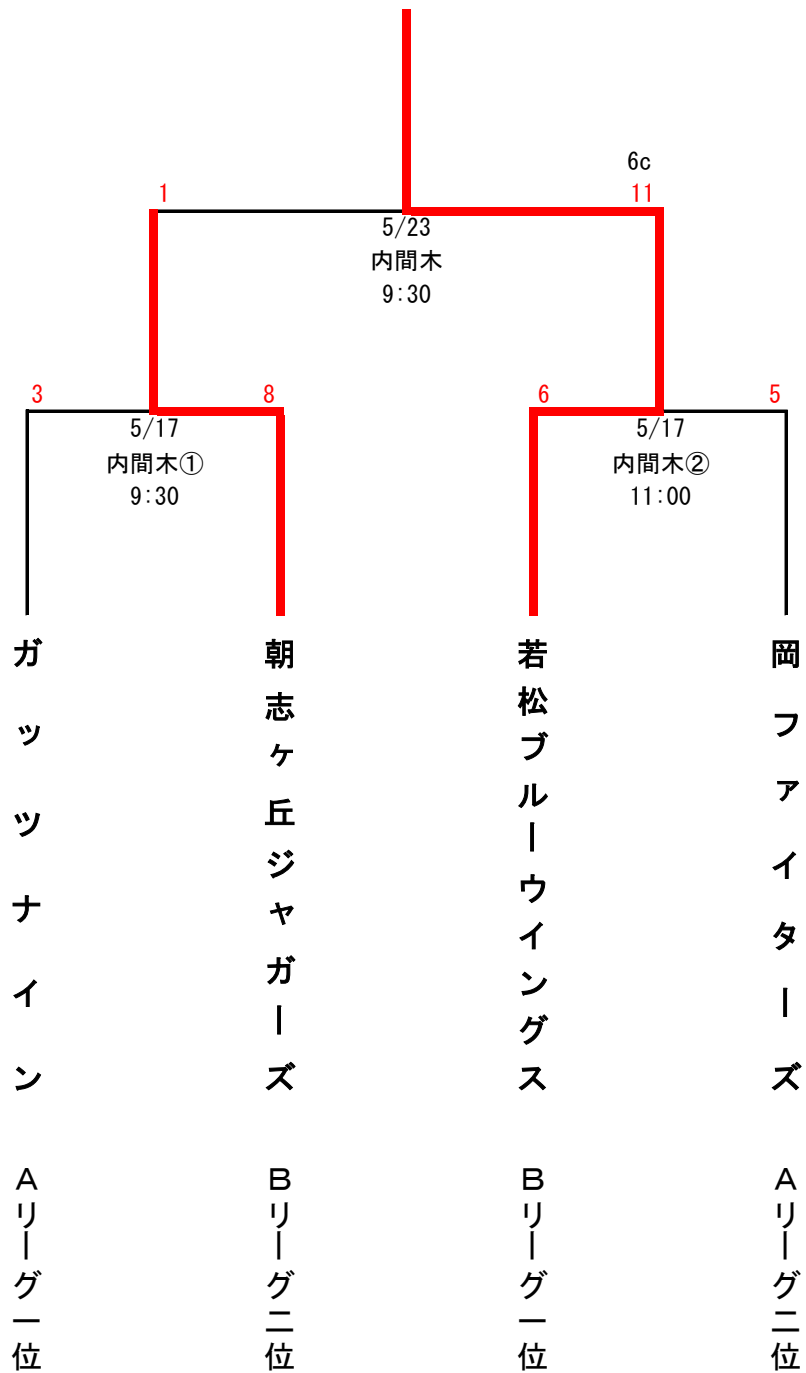 6c
1
11
5/23
内間木
9:30
3
8
6
5
5/17
内間木①
9:30
5/17
内間木②
11:00
ガッツナイン
朝志ヶ丘ジャガーズ
若松ブルーウイングス
岡ファイターズ
Aリーグ一位
Bリーグ二位
Bリーグ一位
Aリーグ二位